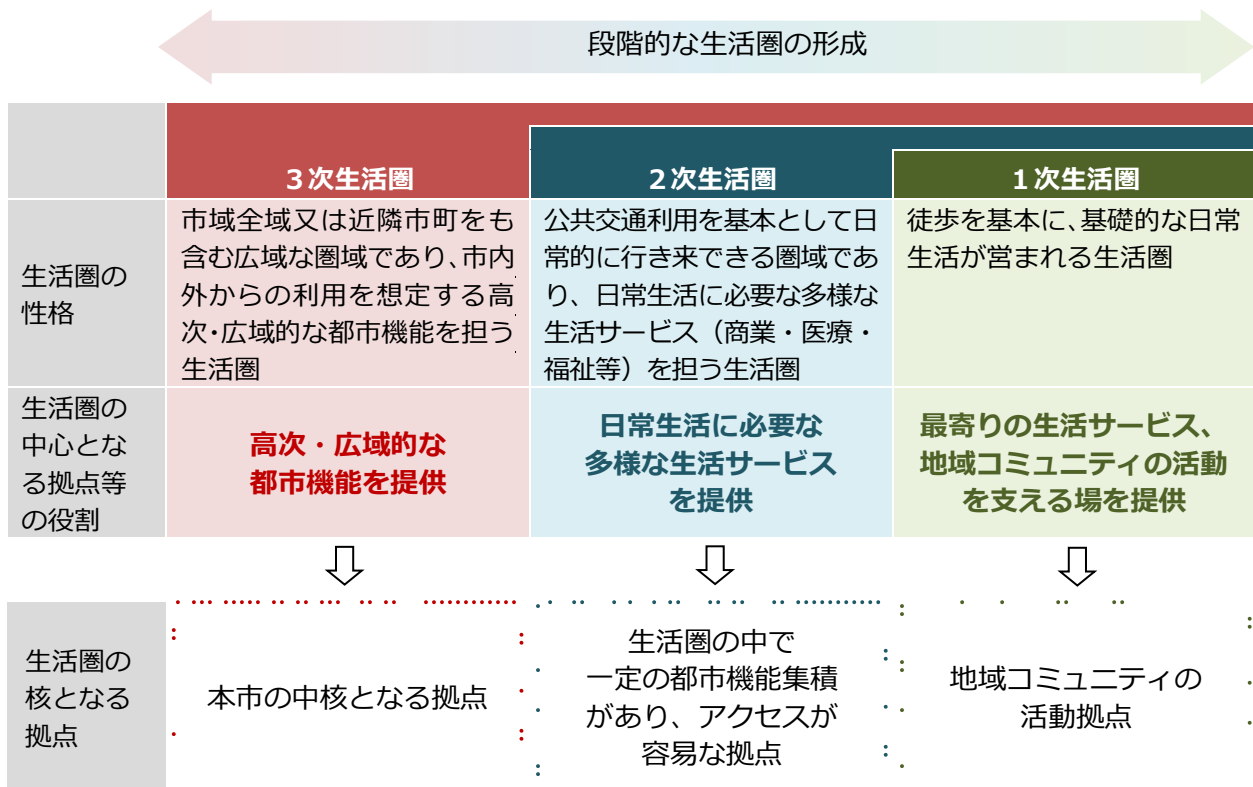 段階的な生活圏の形成
３次生活圏
２次生活圏
１次生活圏
生活圏の
性格
市域全域又は近隣市町をも
含む広域な圏域であり、市内
外からの利用を想定する高
次・広域的な都市機能を担う
生活圏
公共交通利用を基本として日
常的に行き来できる圏域であ
り、日常生活に必要な多様な
生活サービス（商業・医療・
福祉等）を担う生活圏
徒歩を基本に、基礎的な日常
生活が営まれる生活圏
生活圏の
中心とな
る拠点等
の役割
高次・広域的な
都市機能を提供
日常生活に必要な
多様な生活サービス
を提供
最寄りの生活サービス、
地域コミュニティの活動
を支える場を提供
生活圏の
核となる
拠点
本市の中核となる拠点
生活圏の中で
一定の都市機能集積
があり、アクセスが
容易な拠点
地域コミュニティの
活動拠点